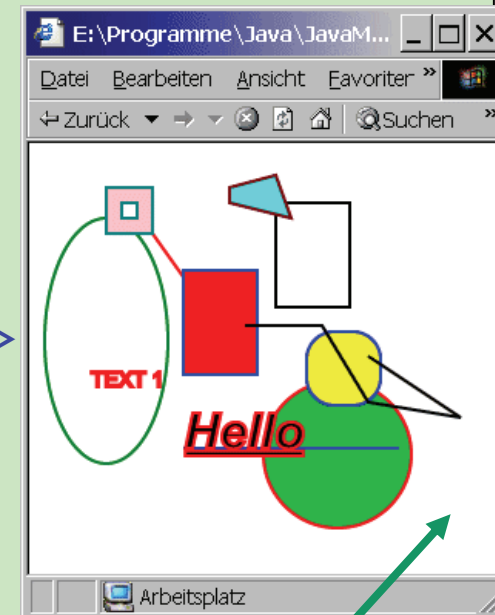 E:\Programme\Java\JavaM...
Datei Bearbeiten Ansicht Favoriten »
Zurück Suchen »
TEXT 1
Hello
Arbeitsplatz